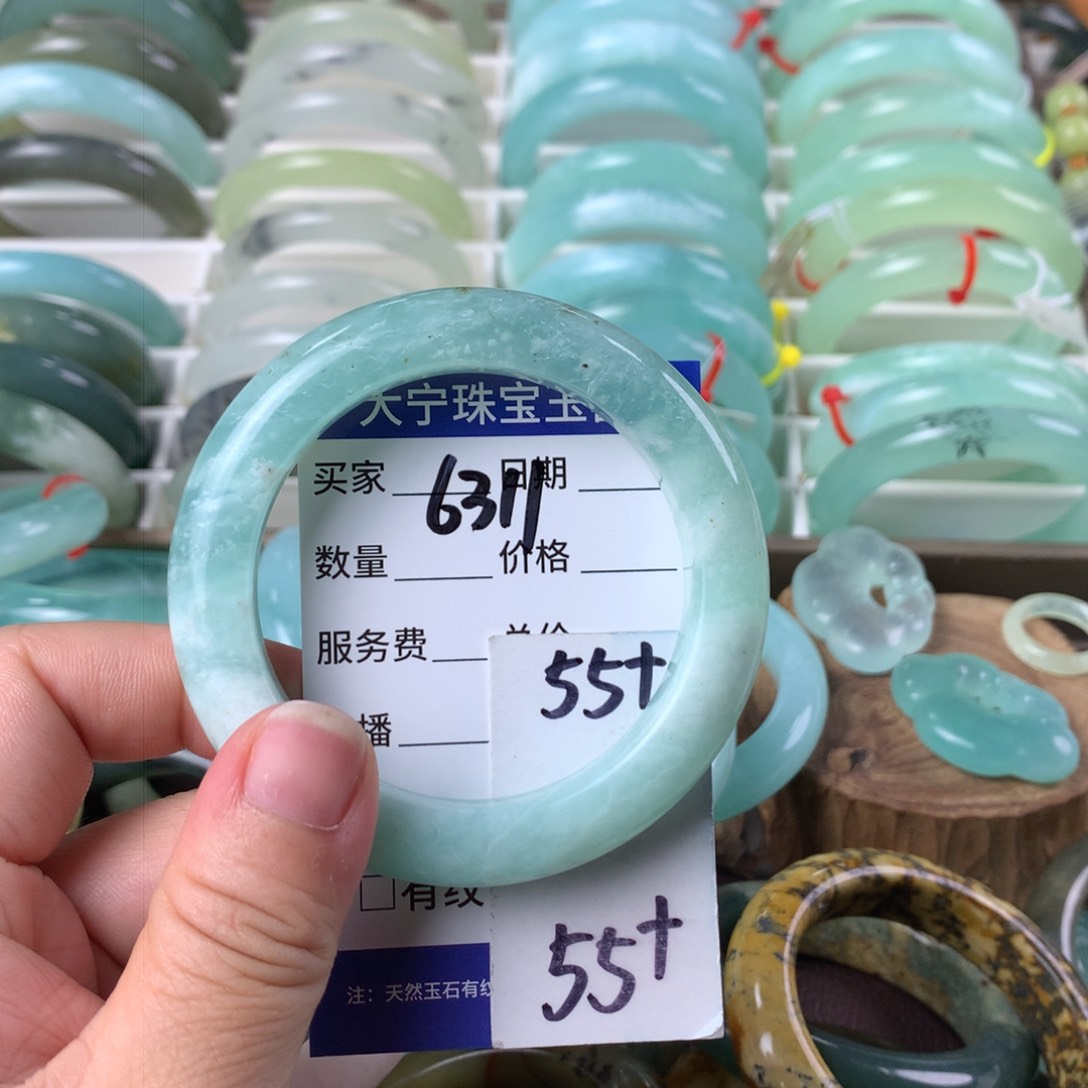 大宁珠宝玉
买家 6311 日期
数量 价格
服务费
55+
播
□有纹
55+
注：天然玉石有纹